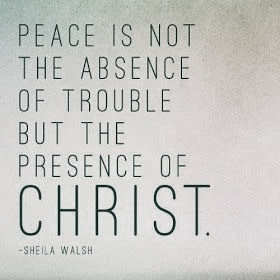 PEACE IS NOT
THE ABSENCE
OF TROUBLE
BUT THE
PRESENCE OF
CHRIST.
-SHEILA WALSH